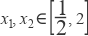 x₁, x₂ ∈ [1/2, 2]